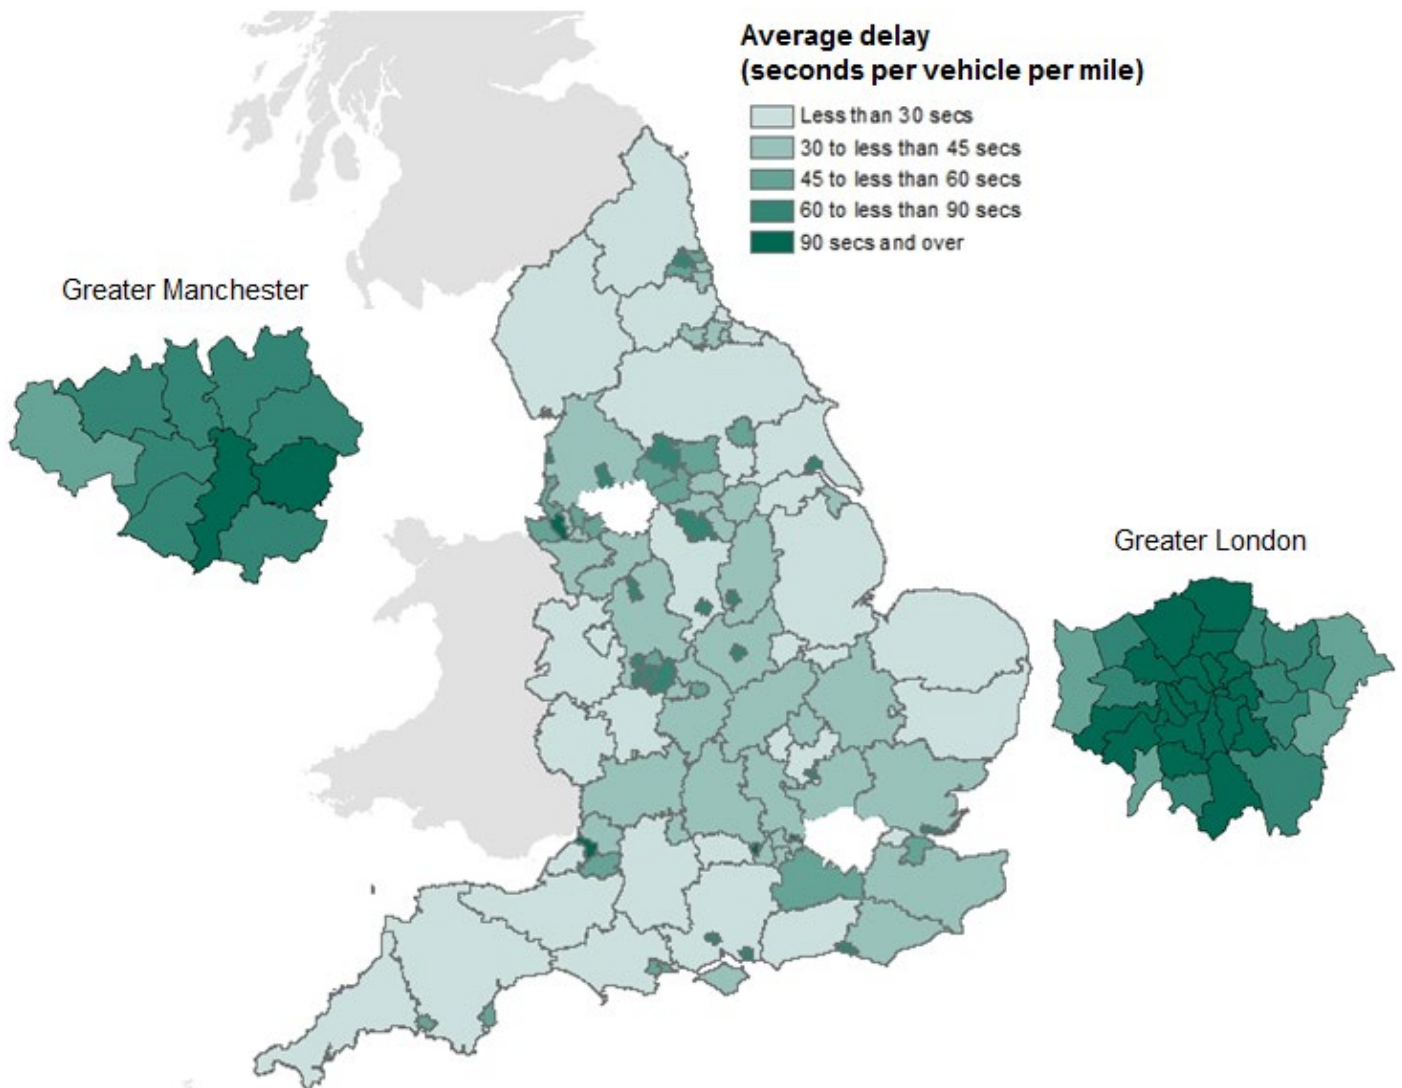 Average delay
(seconds per vehicle per mile)
Less than 30 secs
30 to less than 45 secs
45 to less than 60 secs
60 to less than 90 secs
90 secs and over
Greater Manchester
Greater London